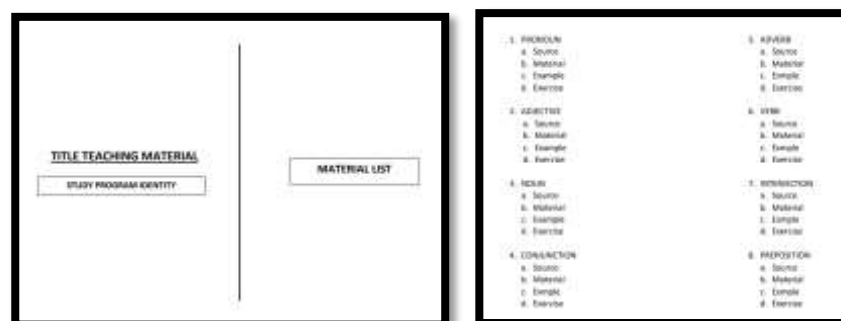 TITLE TEACHING MATERIAL
STUDY PROGRAM IDENTITY
MATERIAL LIST
1. PRONOUN
a. Source
b. Material
c. Example
d. Exercise
2. ADJECTIVE
a. Source
b. Material
c. Example
d. Exercise
3. NOUN
a. Source
b. Material
c. Example
d. Exercise
4. CONJUNCTION
a. Source
b. Material
c. Exmple
d. Exercise
5. ADVERB
a. Source
b. Material
c. Exmple
d. Exercise
6. VERB
a. Source
b. Material
c. Exmple
d. Exercise
7. INTERJECTION
a. Source
b. Material
c. Exmple
d. Exercise
8. PREPOSITION
a. Source
b. Material
c. Exmple
d. Exercise